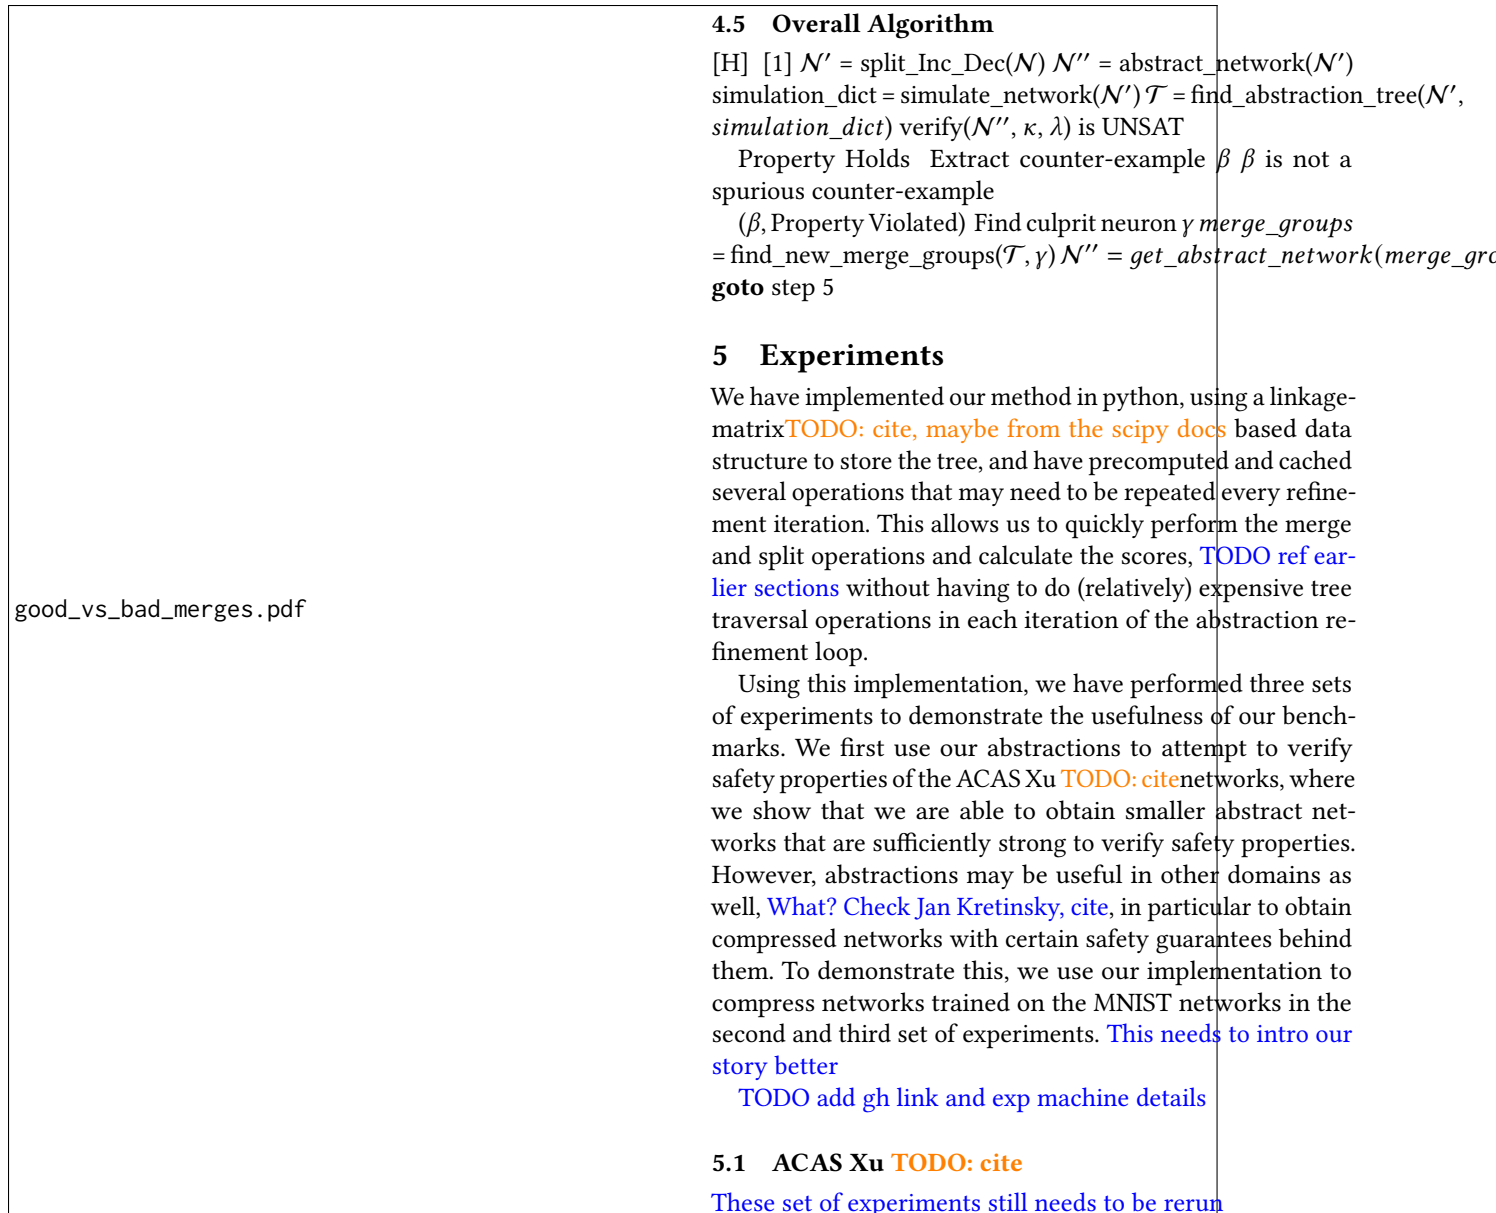 good_vs_bad_merges.pdf
4.5 Overall Algorithm
[H] [1] 𝒩′ = split_Inc_Dec(𝒩) 𝒩′′ = abstract_network(𝒩′)
simulation_dict = simulate_network(𝒩′) 𝒯 = find_abstraction_tree(𝒩′,
simulation_dict) verify(𝒩′′, κ, λ) is UNSAT
Property Holds Extract counter-example β β is not a
spurious counter-example
(β, Property Violated) Find culprit neuron γ merge_groups
= find_new_merge_groups(𝒯, γ) 𝒩′′ = get_abstract_network(merge_gro
goto step 5
5 Experiments
We have implemented our method in python, using a linkage-
matrixTODO: cite, maybe from the scipy docs based data
structure to store the tree, and have precomputed and cached
several operations that may need to be repeated every refine-
ment iteration. This allows us to quickly perform the merge
and split operations and calculate the scores, TODO ref ear-
lier sections without having to do (relatively) expensive tree
traversal operations in each iteration of the abstraction re-
finement loop.
Using this implementation, we have performed three sets
of experiments to demonstrate the usefulness of our bench-
marks. We first use our abstractions to attempt to verify
safety properties of the ACAS Xu TODO: citenetworks, where
we show that we are able to obtain smaller abstract net-
works that are sufficiently strong to verify safety properties.
However, abstractions may be useful in other domains as
well, What? Check Jan Kretinsky, cite, in particular to obtain
compressed networks with certain safety guarantees behind
them. To demonstrate this, we use our implementation to
compress networks trained on the MNIST networks in the
second and third set of experiments. This needs to intro our
story better
TODO add gh link and exp machine details
5.1 ACAS Xu TODO: cite
These set of experiments still needs to be rerun